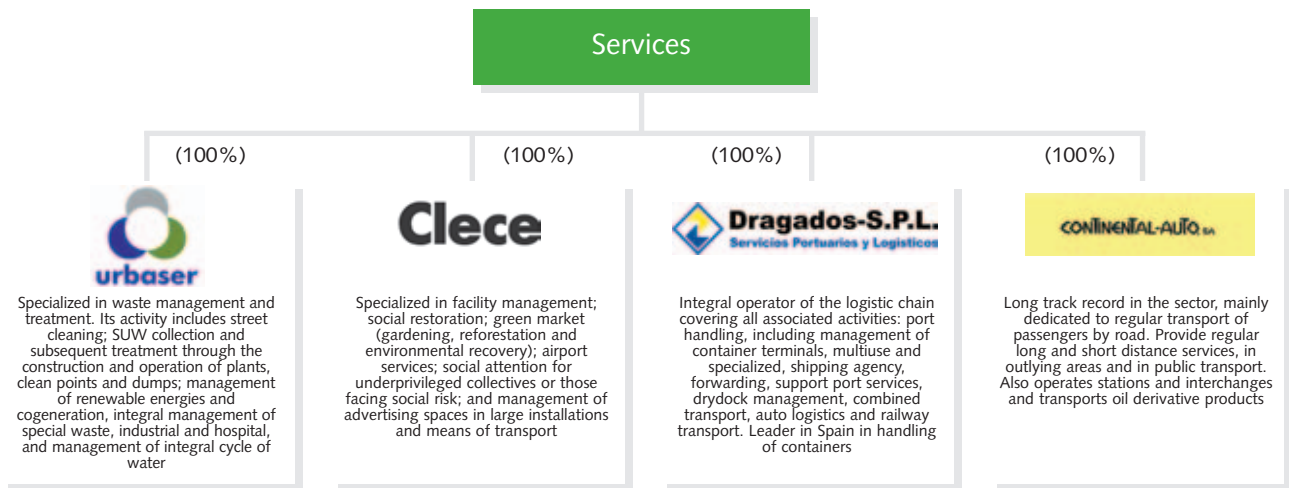 Services
(100%)
(100%)
(100%)
(100%)
urbaser
Specialized in waste management and
treatment. Its activity includes street
cleaning; SUW collection and
subsequent treatment through the
construction and operation of plants,
clean points and dumps; management
of renewable energies and
cogeneration, integral management of
special waste, industrial and hospital,
and management of integral cycle of
water
Clece
Specialized in facility management;
social restoration; green market
(gardening, reforestation and
environmental recovery); airport
services; social attention for
underprivileged collectives or those
facing social risk; and management of
advertising spaces in large installations
and means of transport
Dragados-S.P.L.
Servicios Portuarios y Logísticos
Integral operator of the logistic chain
covering all associated activities: port
handling, including management of
container terminals, multiuse and
specialized, shipping agency,
forwarding, support port services,
drydock management, combined
transport, auto logistics and railway
transport. Leader in Spain in handling
of containers
CONTINENTAL-AUTO, SA
Long track record in the sector, mainly
dedicated to regular transport of
passengers by road. Provide regular
long and short distance services, in
outlying areas and in public transport.
Also operates stations and interchanges
and transports oil derivative products